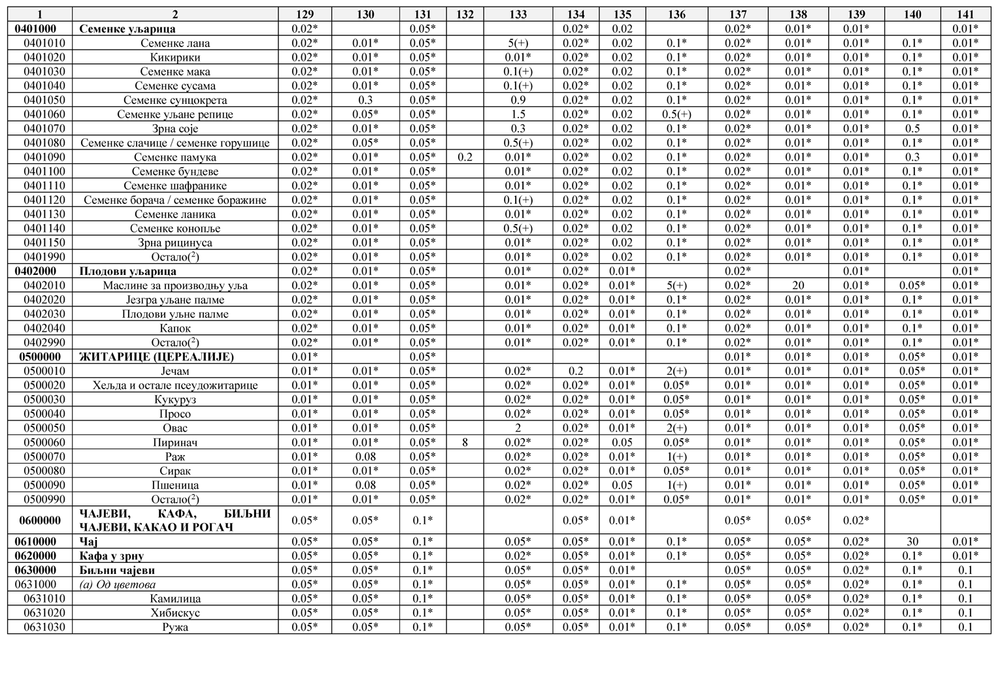 1 2 129 130 131 132 133 134 135 136 137 138 139 140 141
0401000 Семенке уљарица 0.02* 0.05* 0.02* 0.02 0.02* 0.01* 0.01* 0.01*
0401010 Семенке лана 0.02* 0.01* 0.05* 5(+) 0.02* 0.02 0.1* 0.02* 0.01* 0.01* 0.1* 0.01*
0401020 Кикирики 0.02* 0.01* 0.05* 0.01* 0.02* 0.02 0.1* 0.02* 0.01* 0.01* 0.1* 0.01*
0401030 Семенке мака 0.02* 0.01* 0.05* 0.1(+) 0.02* 0.02 0.1* 0.02* 0.01* 0.01* 0.1* 0.01*
0401040 Семенке сусама 0.02* 0.01* 0.05* 0.1(+) 0.02* 0.02 0.1* 0.02* 0.01* 0.01* 0.1* 0.01*
0401050 Семенке сунцокрета 0.02* 0.3 0.05* 0.9 0.02* 0.02 0.1* 0.02* 0.01* 0.01* 0.1* 0.01*
0401060 Семенке уљане репице 0.02* 0.05* 0.05* 1.5 0.02* 0.02 0.5(+) 0.02* 0.01* 0.01* 0.1* 0.01*
0401070 Зрна соје 0.02* 0.01* 0.05* 0.3 0.02* 0.02 0.1* 0.02* 0.01* 0.01* 0.5 0.01*
0401080 Семенке слачице / семенке горушице 0.02* 0.05* 0.05* 0.5(+) 0.02* 0.02 0.1* 0.02* 0.01* 0.01* 0.1* 0.01*
0401090 Семенке памука 0.02* 0.01* 0.05* 0.2 0.01* 0.02* 0.02 0.1* 0.02* 0.01* 0.01* 0.3 0.01*
0401100 Семенке бундеве 0.02* 0.01* 0.05* 0.01* 0.02* 0.02 0.1* 0.02* 0.01* 0.01* 0.1* 0.01*
0401110 Семенке шафранике 0.02* 0.01* 0.05* 0.01* 0.02* 0.02 0.1* 0.02* 0.01* 0.01* 0.1* 0.01*
0401120 Семенке борача / семенке боражине 0.02* 0.01* 0.05* 0.1(+) 0.02* 0.02 0.1* 0.02* 0.01* 0.01* 0.1* 0.01*
0401130 Семенке ланика 0.02* 0.01* 0.05* 0.01* 0.02* 0.02 0.1* 0.02* 0.01* 0.01* 0.1* 0.01*
0401140 Семенке конопље 0.02* 0.01* 0.05* 0.5(+) 0.02* 0.02 0.1* 0.02* 0.01* 0.01* 0.1* 0.01*
0401150 Зрна рицинуса 0.02* 0.01* 0.05* 0.01* 0.02* 0.02 0.1* 0.02* 0.01* 0.01* 0.1* 0.01*
0401990 Остало(²) 0.02* 0.01* 0.05* 0.01* 0.02* 0.02 0.1* 0.02* 0.01* 0.01* 0.1* 0.01*
0402000 Плодови уљарица 0.02* 0.01* 0.05* 0.01* 0.02* 0.01* 0.02* 0.01* 0.01*
0402010 Маслине за производњу уља 0.02* 0.01* 0.05* 0.01* 0.02* 0.01* 5(+) 0.02* 20 0.01* 0.05* 0.01*
0402020 Језгра уљане палме 0.02* 0.01* 0.05* 0.01* 0.02* 0.01* 0.1* 0.02* 0.01* 0.01* 0.1* 0.01*
0402030 Плодови уљне палме 0.02* 0.01* 0.05* 0.01* 0.02* 0.01* 0.1* 0.02* 0.01* 0.01* 0.1* 0.01*
0402040 Капок 0.02* 0.01* 0.05* 0.01* 0.02* 0.01* 0.1* 0.02* 0.01* 0.01* 0.1* 0.01*
0402990 Остало(²) 0.02* 0.01* 0.05* 0.01* 0.02* 0.01* 0.1* 0.02* 0.01* 0.01* 0.1* 0.01*
0500000 ЖИТАРИЦЕ (ЦЕРЕАЛИЈЕ) 0.01* 0.05* 0.01* 0.01* 0.01* 0.05* 0.01*
0500010 Јечам 0.01* 0.01* 0.05* 0.02* 0.2 0.01* 2(+) 0.01* 0.01* 0.01* 0.05* 0.01*
0500020 Хељда и остале псеудожитарице 0.01* 0.01* 0.05* 0.02* 0.02* 0.01* 0.05* 0.01* 0.01* 0.01* 0.05* 0.01*
0500030 Кукуруз 0.01* 0.01* 0.05* 0.02* 0.02* 0.01* 0.05* 0.01* 0.01* 0.01* 0.05* 0.01*
0500040 Просо 0.01* 0.01* 0.05* 0.02* 0.02* 0.01* 0.05* 0.01* 0.01* 0.01* 0.05* 0.01*
0500050 Овас 0.01* 0.01* 0.05* 2 0.02* 0.01* 2(+) 0.01* 0.01* 0.01* 0.05* 0.01*
0500060 Пиринач 0.01* 0.01* 0.05* 8 0.02* 0.02* 0.05 0.05* 0.01* 0.01* 0.01* 0.05* 0.01*
0500070 Раж 0.01* 0.08 0.05* 0.02* 0.02* 0.01* 1(+) 0.01* 0.01* 0.01* 0.05* 0.01*
0500080 Сирак 0.01* 0.01* 0.05* 0.02* 0.02* 0.01* 0.05* 0.01* 0.01* 0.01* 0.05* 0.01*
0500090 Пшеница 0.01* 0.08 0.05* 0.02* 0.02* 0.05 1(+) 0.01* 0.01* 0.01* 0.05* 0.01*
0500990 Остало(²) 0.01* 0.01* 0.05* 0.02* 0.02* 0.01* 0.05* 0.01* 0.01* 0.01* 0.05* 0.01*
0600000 ЧАЈЕВИ, КАФА, БИЉНИ
ЧАЈЕВИ, КАКАО И РОГАЧ 0.05* 0.05* 0.1* 0.05* 0.01* 0.05* 0.05* 0.02*
0610000 Чај 0.05* 0.05* 0.1* 0.05* 0.05* 0.01* 0.1* 0.05* 0.05* 0.02* 30 0.01*
0620000 Кафа у зрну 0.05* 0.05* 0.1* 0.02* 0.05* 0.01* 0.1* 0.05* 0.05* 0.02* 0.1* 0.01*
0630000 Биљни чајеви 0.05* 0.05* 0.1* 0.05* 0.05* 0.01* 0.05* 0.05* 0.02* 0.1* 0.1
0631000 (а) Од цветова 0.05* 0.05* 0.1* 0.05* 0.05* 0.01* 0.1* 0.05* 0.05* 0.02* 0.1* 0.1
0631010 Камилица 0.05* 0.05* 0.1* 0.05* 0.05* 0.01* 0.1* 0.05* 0.05* 0.02* 0.1* 0.1
0631020 Хибискус 0.05* 0.05* 0.1* 0.05* 0.05* 0.01* 0.1* 0.05* 0.05* 0.02* 0.1* 0.1
0631030 Ружа 0.05* 0.05* 0.1* 0.05* 0.05* 0.01* 0.1* 0.05* 0.05* 0.02* 0.1* 0.1